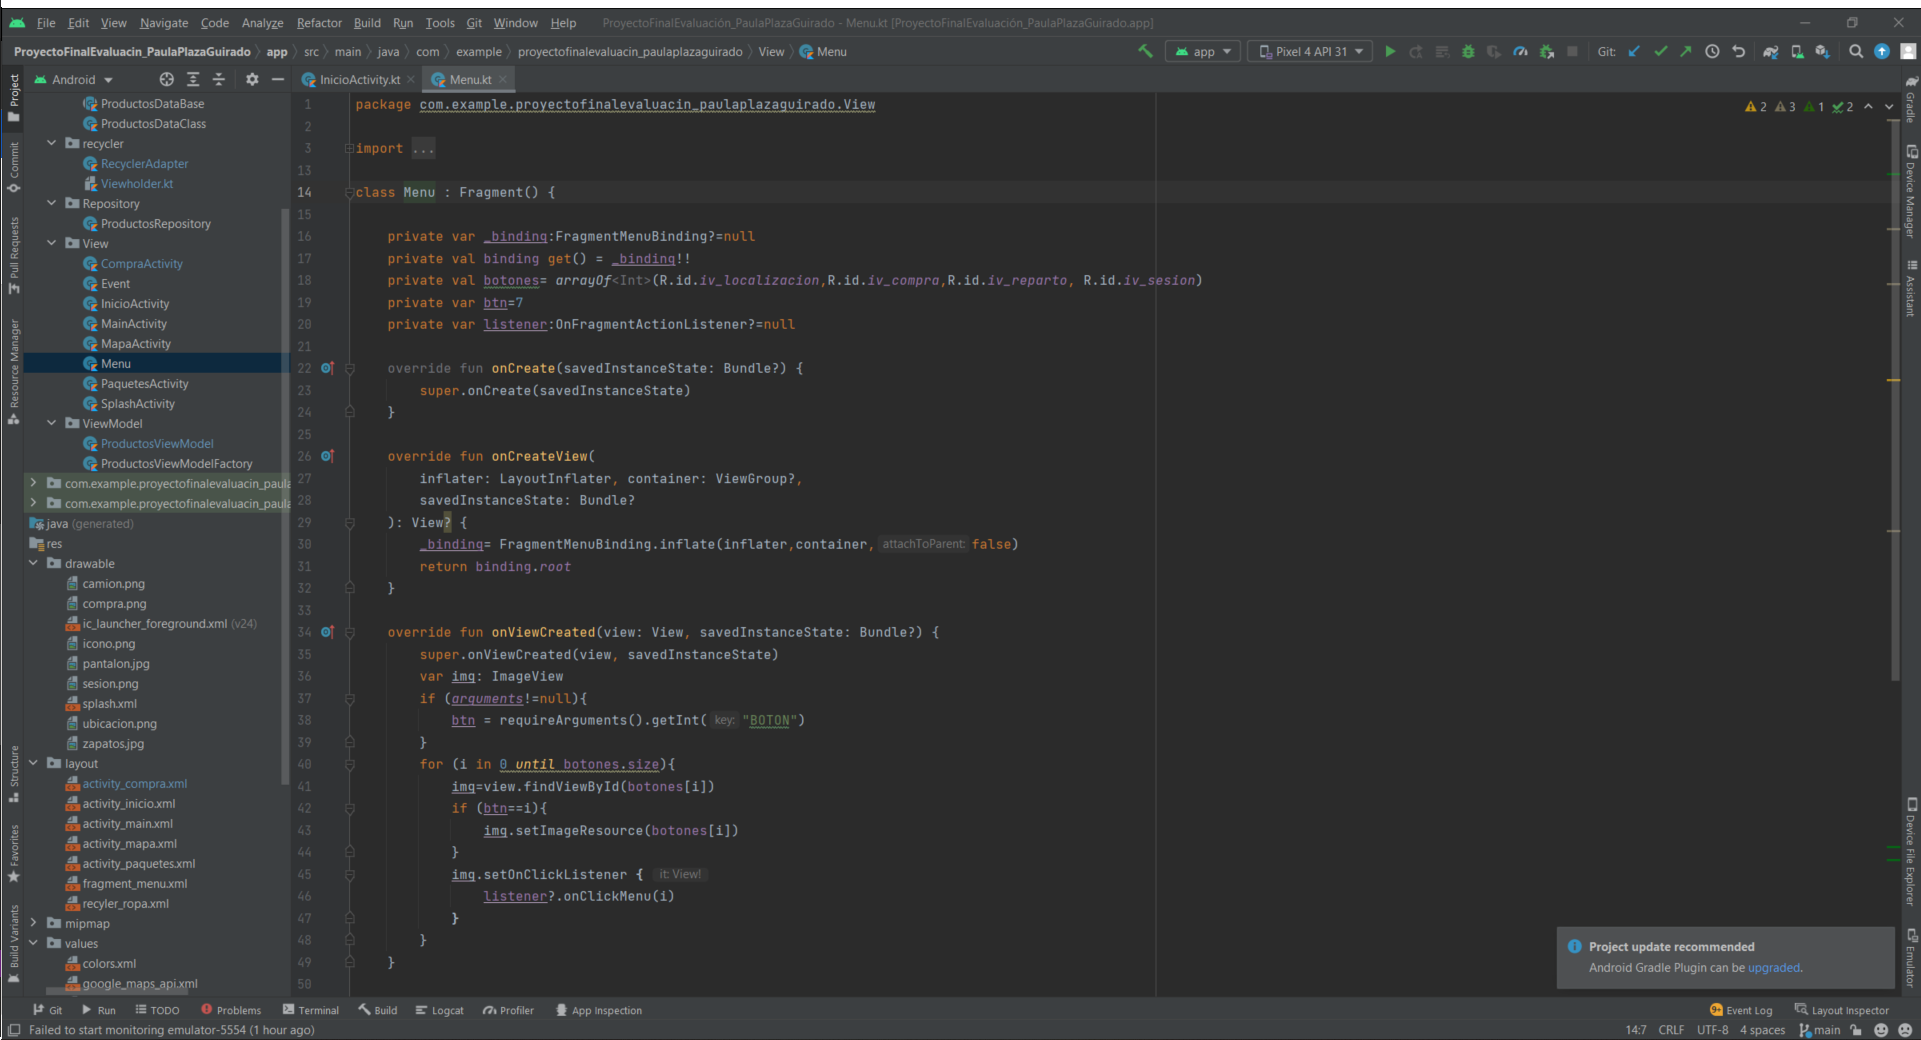 File Edit View Navigate Code Analyze Refactor Build Run Tools Git Window Help ProyectoFinalEvaluación_PaulaPlazaGuirado - Menu.kt [ProyectoFinalEvaluación_PaulaPlazaGuirado.app]
ProyectoFinalEvaluacin_PaulaPlazaGuirado app src main java com example proyectofinalevaluacin_paulaplazaguirado View Menu app Pixel 4 API 31 Git:
Project
Commit
Pull Requests
Resource Manager
Structure
Favorites
Build Variants
Android
ProductosDataBase
ProductosDataClass
recycler
RecyclerAdapter
Viewholder.kt
Repository
ProductosRepository
View
CompraActivity
Event
InicioActivity
MainActivity
MapaActivity
Menu
PaquetesActivity
SplashActivity
ViewModel
ProductosViewModel
ProductosViewModelFactory
com.example.proyectofinalevaluacin_paula
com.example.proyectofinalevaluacin_paula
java (generated)
res
drawable
camion.png
compra.png
ic_launcher_foreground.xml (v24)
icono.png
pantalon.jpg
sesion.png
splash.xml
ubicacion.png
zapatos.jpg
layout
activity_compra.xml
activity_inicio.xml
activity_main.xml
activity_mapa.xml
activity_paquetes.xml
fragment_menu.xml
recyler_ropa.xml
mipmap
values
colors.xml
google_maps_api.xml
InicioActivity.kt Menu.kt
2 3 1 2
1 package com.example.proyectofinalevaluacin_paulaplazaguirado.View
2
3 import ...
13
14 class Menu : Fragment() {
15
16 private var _binding:FragmentMenuBinding?=null
17 private val binding get() = _binding!!
18 private val botones= arrayOf<Int>(R.id.iv_localizacion,R.id.iv_compra,R.id.iv_reparto, R.id.iv_sesion)
19 private var btn=7
20 private var listener:OnFragmentActionListener?=null
21
22 override fun onCreate(savedInstanceState: Bundle?) {
23 super.onCreate(savedInstanceState)
24 }
25
26 override fun onCreateView(
27 inflater: LayoutInflater, container: ViewGroup?,
28 savedInstanceState: Bundle?
29 ): View? {
30 _binding= FragmentMenuBinding.inflate(inflater,container, attachToParent: false)
31 return binding.root
32 }
33
34 override fun onViewCreated(view: View, savedInstanceState: Bundle?) {
35 super.onViewCreated(view, savedInstanceState)
36 var img: ImageView
37 if (arguments!=null){
38 btn = requireArguments().getInt( key: "BOTON")
39 }
40 for (i in 0 until botones.size){
41 img=view.findViewById(botones[i])
42 if (btn==i){
43 img.setImageResource(botones[i])
44 }
45 img.setOnClickListener { it: View!
46 listener?.onClickMenu(i)
47 }
48 }
49 }
50
Gradle
Device Manager
Assistant
Device File Explorer
Emulator
Project update recommended
Android Gradle Plugin can be upgraded.
Git Run TODO Problems Terminal Build Logcat Profiler App Inspection 9+ Event Log Layout Inspector
Failed to start monitoring emulator-5554 (1 hour ago) 14:7 CRLF UTF-8 4 spaces main